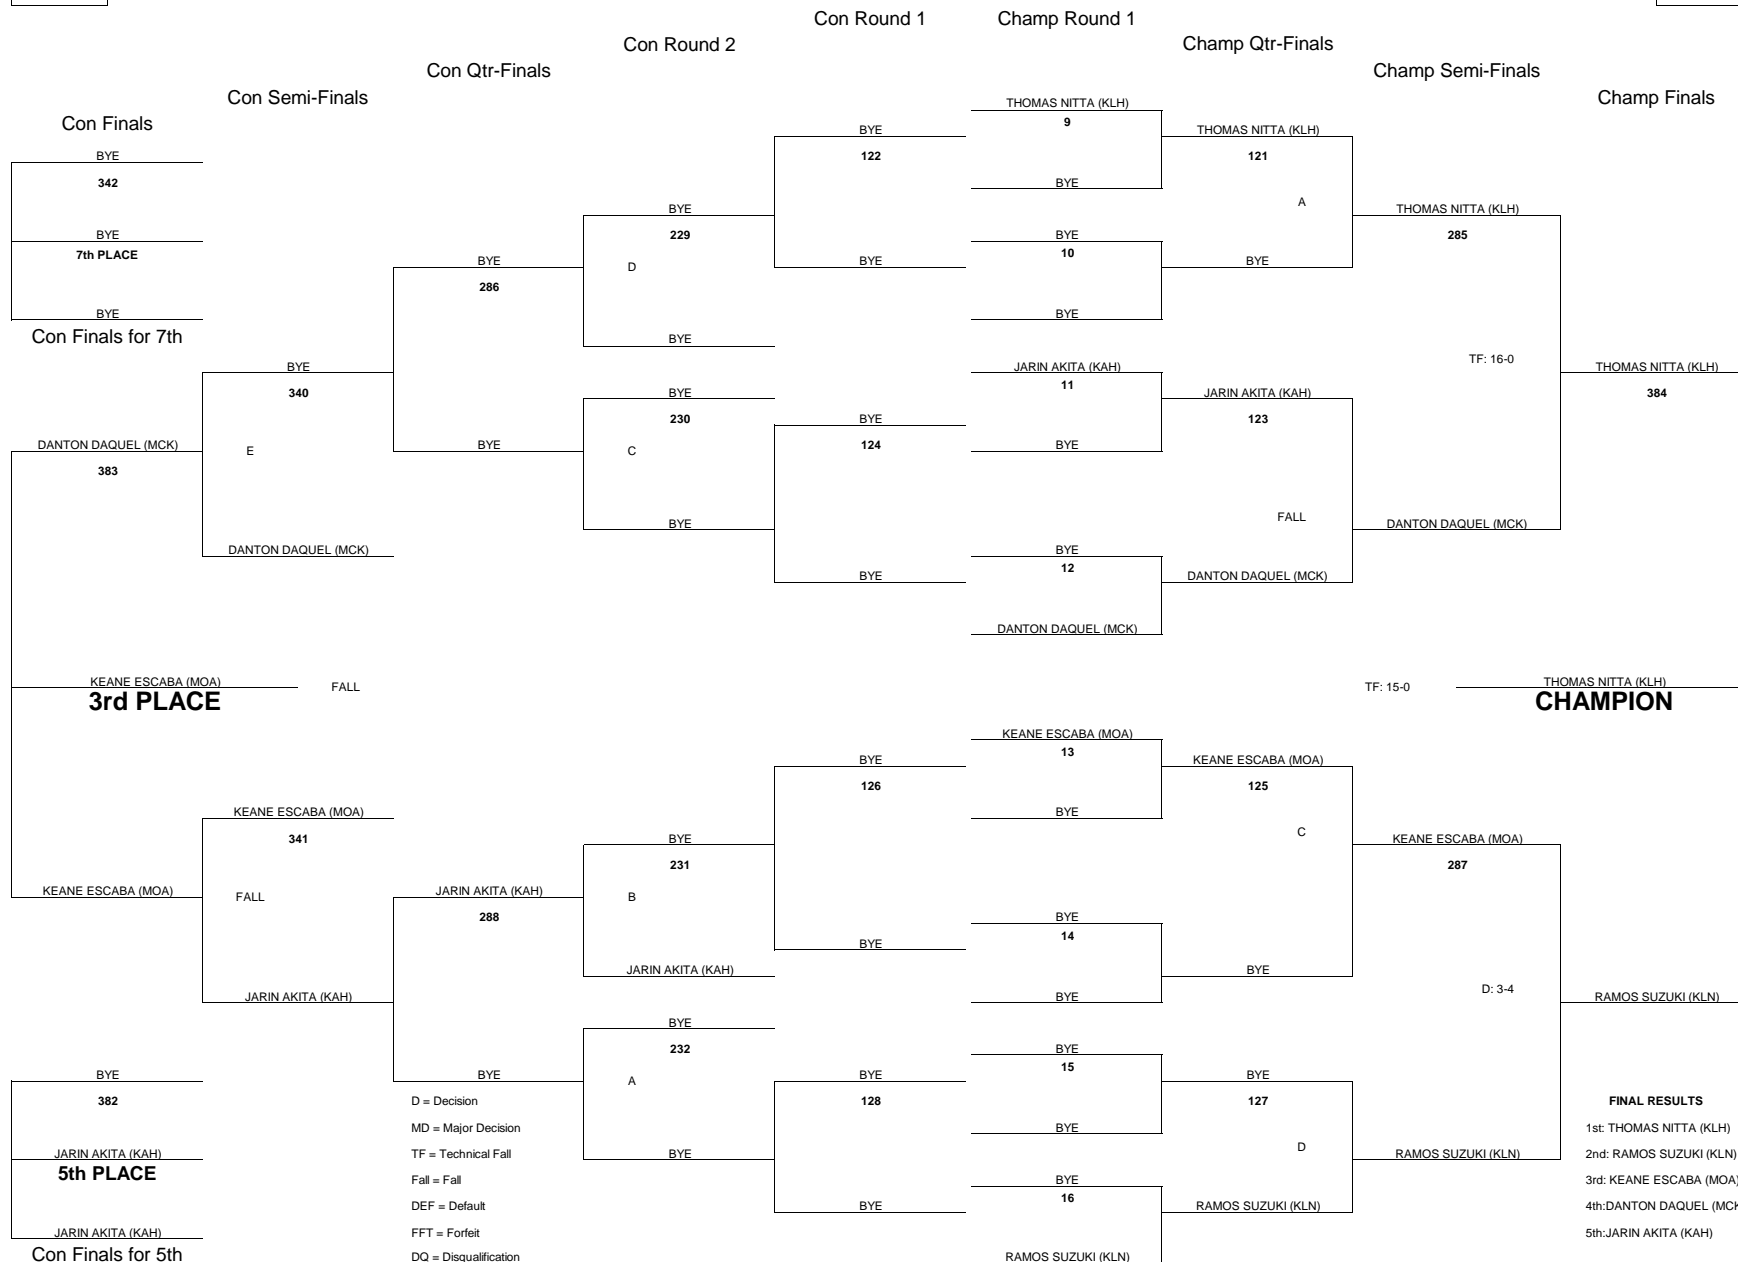 Con Round 1 Champ Round 1
Con Round 2 Champ Qtr-Finals
Con Qtr-Finals Champ Semi-Finals
Con Semi-Finals Champ Finals
THOMAS NITTA (KLH)
Con Finals
9
BYE THOMAS NITTA (KLH)
BYE 122 121
342 BYE
A
BYE THOMAS NITTA (KLH)
BYE 229 BYE 285
7th PLACE 10
BYE D BYE BYE
286
BYE BYE
Con Finals for 7th
BYE
TF: 16-0
BYE JARIN AKITA (KAH) THOMAS NITTA (KLH)
11
340 BYE JARIN AKITA (KAH) 384
230 BYE 123
DANTON DAQUEL (MCK) E BYE C 124 BYE
383
FALL
BYE DANTON DAQUEL (MCK)
DANTON DAQUEL (MCK) BYE
12
BYE DANTON DAQUEL (MCK)
DANTON DAQUEL (MCK)
KEANE ESCABA (MOA) FALL TF: 15-0 THOMAS NITTA (KLH)
3rd PLACE CHAMPION
KEANE ESCABA (MOA)
13
BYE KEANE ESCABA (MOA)
126 125
KEANE ESCABA (MOA) BYE
341 C
BYE KEANE ESCABA (MOA)
231 287
KEANE ESCABA (MOA) FALL JARIN AKITA (KAH) B
288 BYE
14
BYE
JARIN AKITA (KAH) BYE
D: 3-4
JARIN AKITA (KAH) BYE RAMOS SUZUKI (KLN)
BYE
232 BYE
15
BYE BYE A BYE BYE
382 D = Decision 128 127 FINAL RESULTS
MD = Major Decision BYE 1st: THOMAS NITTA (KLH)
D
JARIN AKITA (KAH) TF = Technical Fall BYE RAMOS SUZUKI (KLN) 2nd: RAMOS SUZUKI (KLN)
5th PLACE
Fall = Fall BYE 3rd: KEANE ESCABA (MOA)
16
DEF = Default BYE RAMOS SUZUKI (KLN) 4th:DANTON DAQUEL (MCK
JARIN AKITA (KAH) FFT = Forfeit 5th:JARIN AKITA (KAH)
Con Finals for 5th DQ = Disqualification RAMOS SUZUKI (KLN)